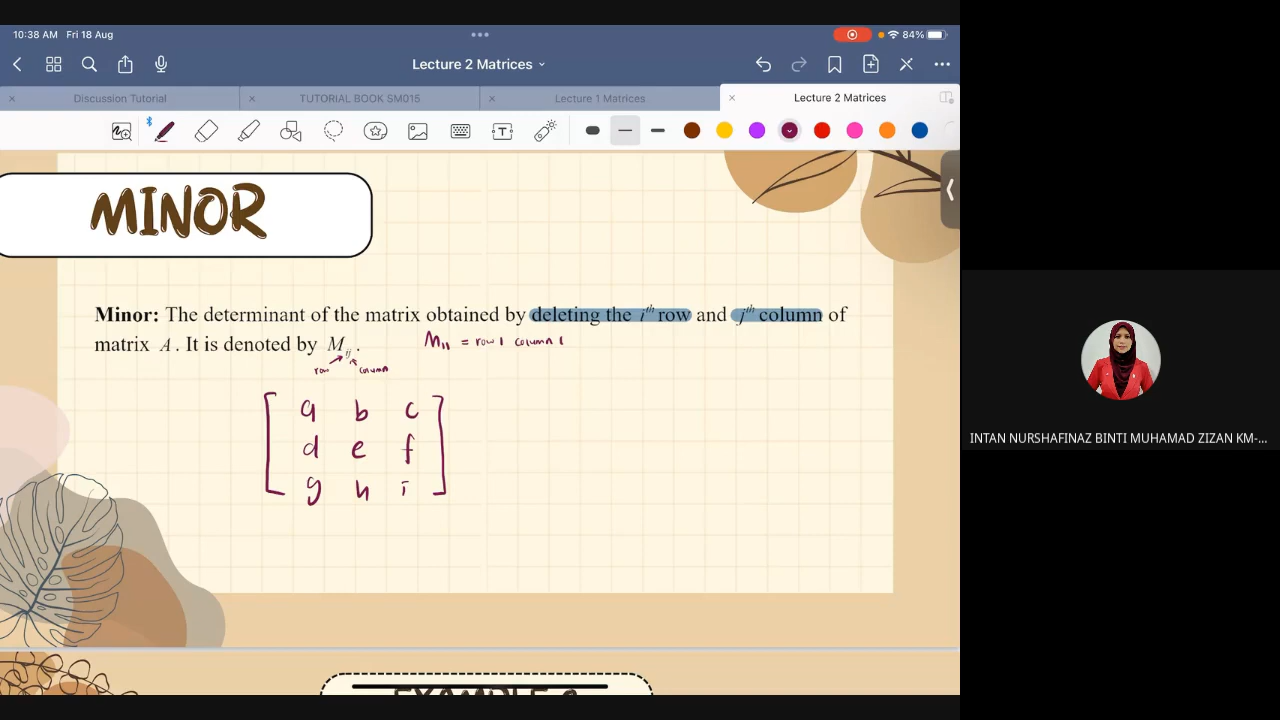 10:38 AM Fri 18 Aug
84%
Lecture 2 Matrices
Discussion Tutorial
TUTORIAL BOOK SM015
Lecture 1 Matrices
Lecture 2 Matrices
T
MINOR
Minor: The determinant of the matrix obtained by deleting the i^th row and j^th column of
matrix A. It is denoted by M_ij.
M_11 = row 1 column 1
row column
a b c
d e f
g h i
INTAN NURSHAFINAZ BINTI MUHAMAD ZIZAN KM-...